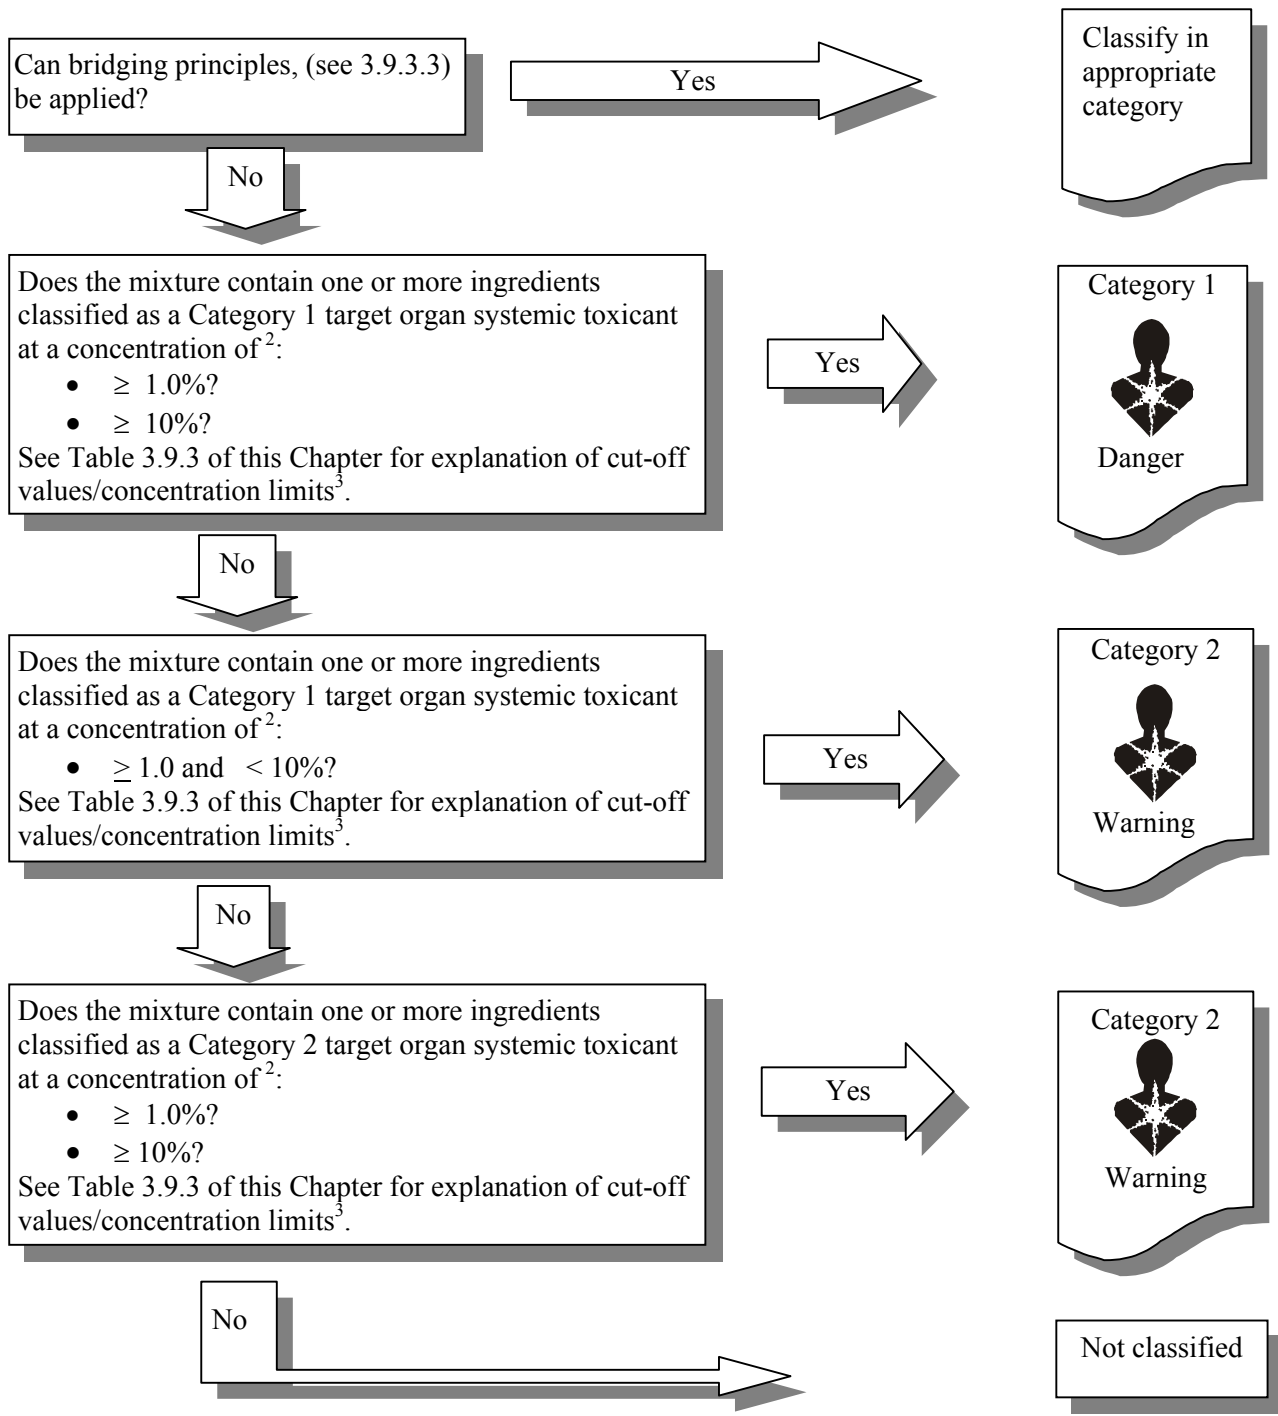 Can bridging principles, (see 3.9.3.3)
be applied?
Yes
Classify in
appropriate
category
No
Does the mixture contain one or more ingredients
classified as a Category 1 target organ systemic toxicant
at a concentration of ²:
• ≥ 1.0%?
• ≥ 10%?
See Table 3.9.3 of this Chapter for explanation of cut-off
values/concentration limits³.
Yes
Category 1
Danger
No
Does the mixture contain one or more ingredients
classified as a Category 1 target organ systemic toxicant
at a concentration of ²:
• ≥ 1.0 and < 10%?
See Table 3.9.3 of this Chapter for explanation of cut-off
values/concentration limits³.
Yes
Category 2
Warning
No
Does the mixture contain one or more ingredients
classified as a Category 2 target organ systemic toxicant
at a concentration of ²:
• ≥ 1.0%?
• ≥ 10%?
See Table 3.9.3 of this Chapter for explanation of cut-off
values/concentration limits³.
Yes
Category 2
Warning
No
Not classified